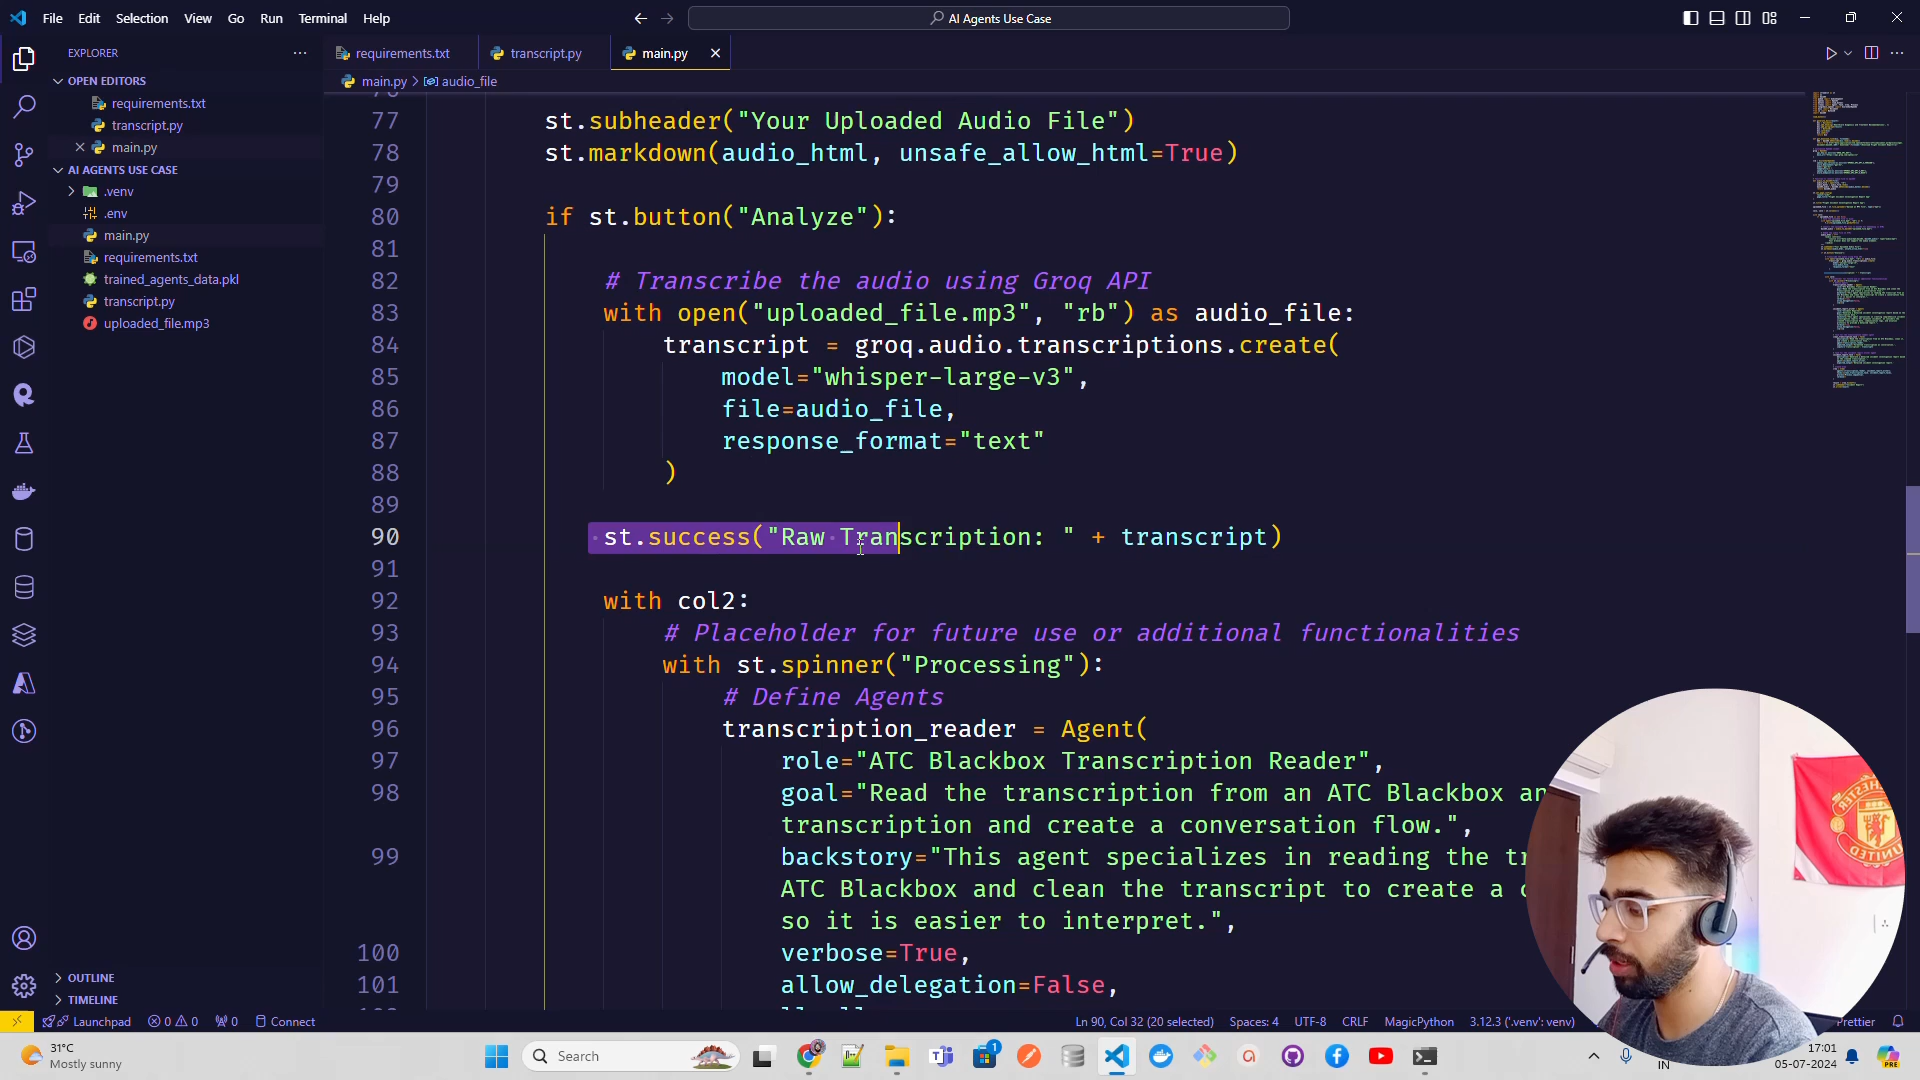 File Edit Selection View Go Run Terminal Help
AI Agents Use Case
EXPLORER
OPEN EDITORS
requirements.txt
transcript.py
main.py
AI AGENTS USE CASE
.venv
.env
main.py
requirements.txt
trained_agents_data.pkl
transcript.py
uploaded_file.mp3
OUTLINE
TIMELINE
requirements.txt
transcript.py
main.py
main.py > audio_file
77 st.subheader("Your Uploaded Audio File")
78 st.markdown(audio_html, unsafe_allow_html=True)
79
80 if st.button("Analyze"):
81
82 # Transcribe the audio using Groq API
83 with open("uploaded_file.mp3", "rb") as audio_file:
84 transcript = groq.audio.transcriptions.create(
85 model="whisper-large-v3",
86 file=audio_file,
87 response_format="text"
88 )
89
90 st.success("Raw Transcription: " + transcript)
91
92 with col2:
93 # Placeholder for future use or additional functionalities
94 with st.spinner("Processing"):
95 # Define Agents
96 transcription_reader = Agent(
97 role="ATC Blackbox Transcription Reader",
98 goal="Read the transcription from an ATC Blackbox
transcription and create a conversation flow.",
99 backstory="This agent specializes in reading the
ATC Blackbox and clean the transcript to create a
so it is easier to interpret.",
100 verbose=True,
101 allow_delegation=False,
Launchpad 0 0 0 Connect
Ln 90, Col 32 (20 selected) Spaces: 4 UTF-8 CRLF MagicPython 3.12.3 ('.venv': venv) Prettier
31°C
Mostly sunny
Search
1
IN
17:01
05-07-2024
PRE
MANCHESTER
UNITED